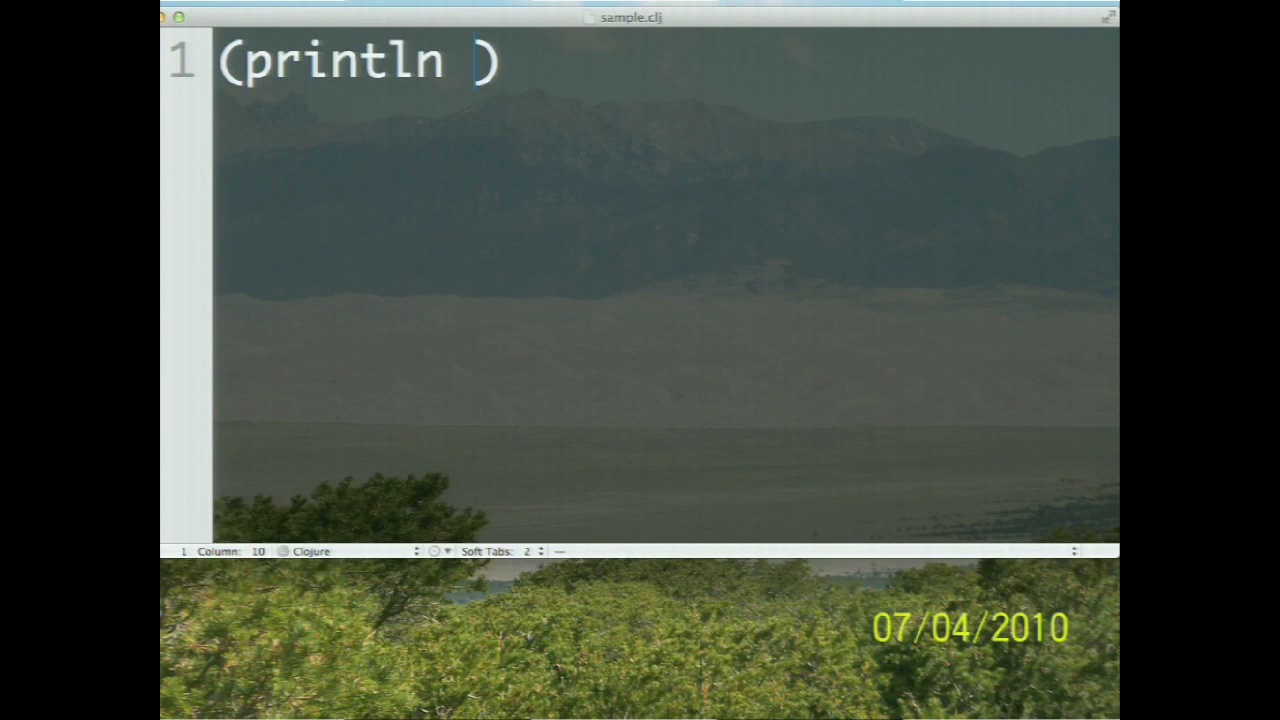 sample.clj
1 (println )
1 Column: 10 Clojure Soft Tabs: 2 —
07/04/2010